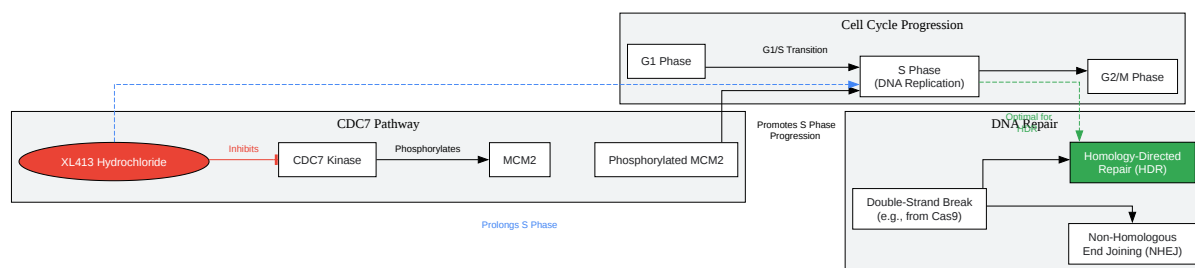 Cell Cycle Progression
G1 Phase
G1/S Transition
S Phase
(DNA Replication)
G2/M Phase
CDC7 Pathway
XL413 Hydrochloride
Inhibits
CDC7 Kinase
Phosphorylates
MCM2
Phosphorylated MCM2
Promotes S Phase
Progression
Prolongs S Phase
Optimal for
HDR
DNA Repair
Homology-Directed
Repair (HDR)
Double-Strand Break
(e.g., from Cas9)
Non-Homologous
End Joining (NHEJ)